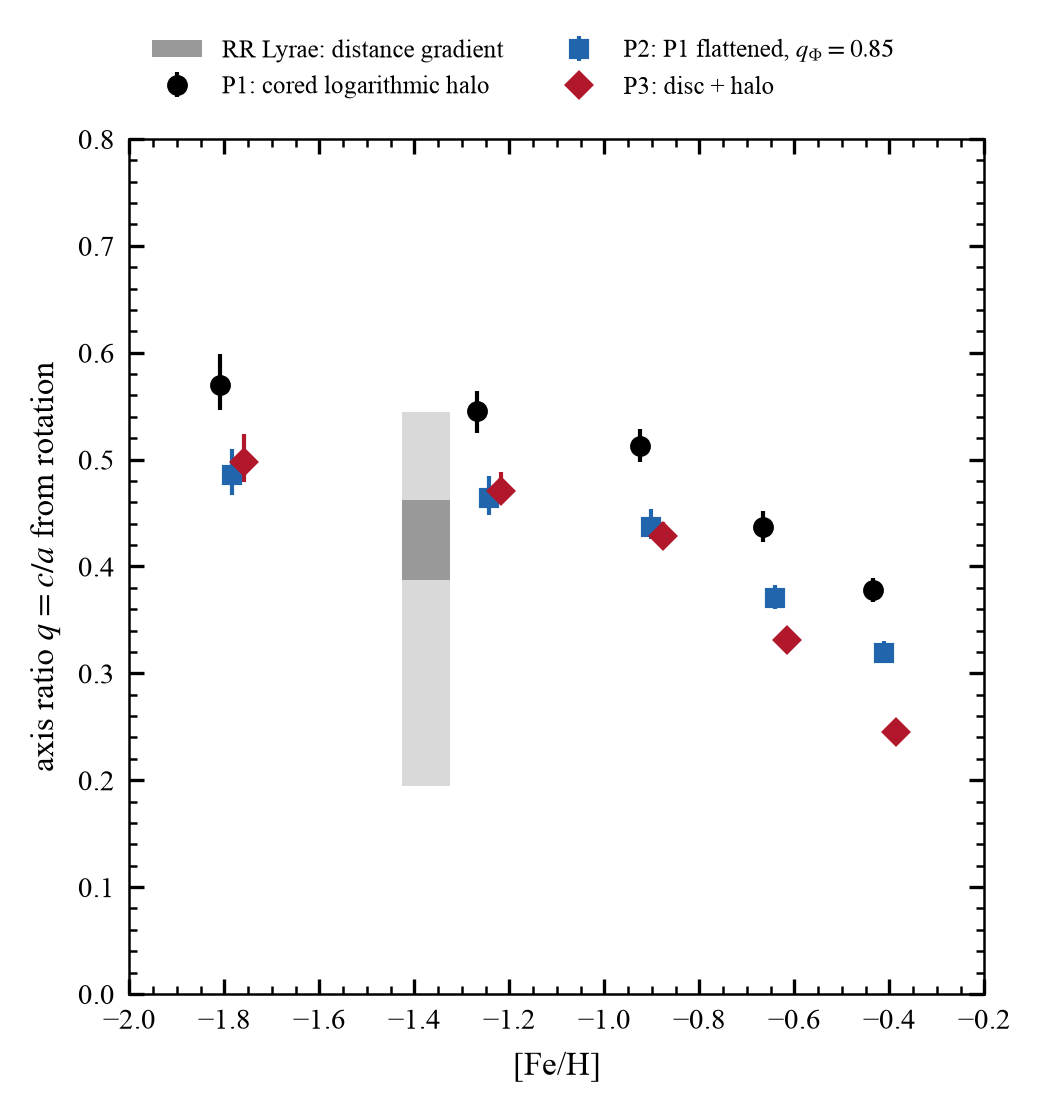 RR Lyrae: distance gradient
P1: cored logarithmic halo
P2: P1 flattened, qΦ = 0.85
P3: disc + halo
0.8
0.7
0.6
0.5
0.4
0.3
0.2
0.1
0.0
axis ratio q = c/a from rotation
−2.0 −1.8 −1.6 −1.4 −1.2 −1.0 −0.8 −0.6 −0.4 −0.2
[Fe/H]